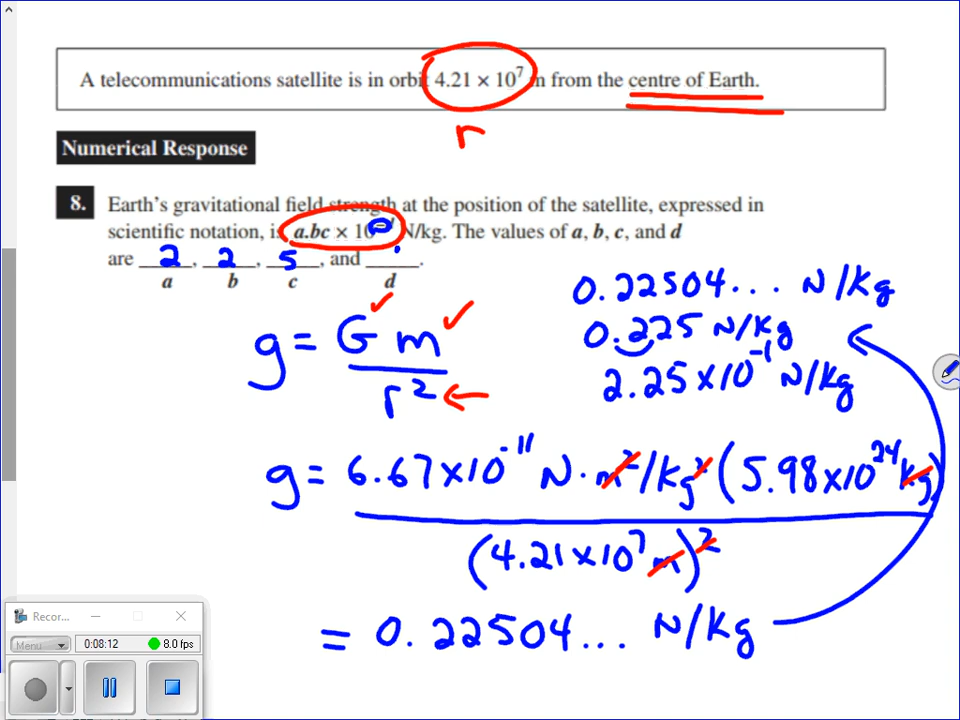 A telecommunications satellite is in orbit 4.21 × 10⁷ m from the centre of Earth.
r
Numerical Response
8. Earth's gravitational field strength at the position of the satellite, expressed in
scientific notation, is a.bc × 10 N/kg. The values of a, b, c, and d
are 2, 2, 5, and ____.
a b c d
0.22504... N/kg
0.225 N/kg
2.25×10⁻¹ N/kg
g = Gm
r²
g = 6.67×10⁻¹¹ N·m²/kg² (5.98×10²⁴ kg)
(4.21×10⁷ m)²
= 0.22504... N/kg
Recor...
Menu 0:08:12 8.0 fps